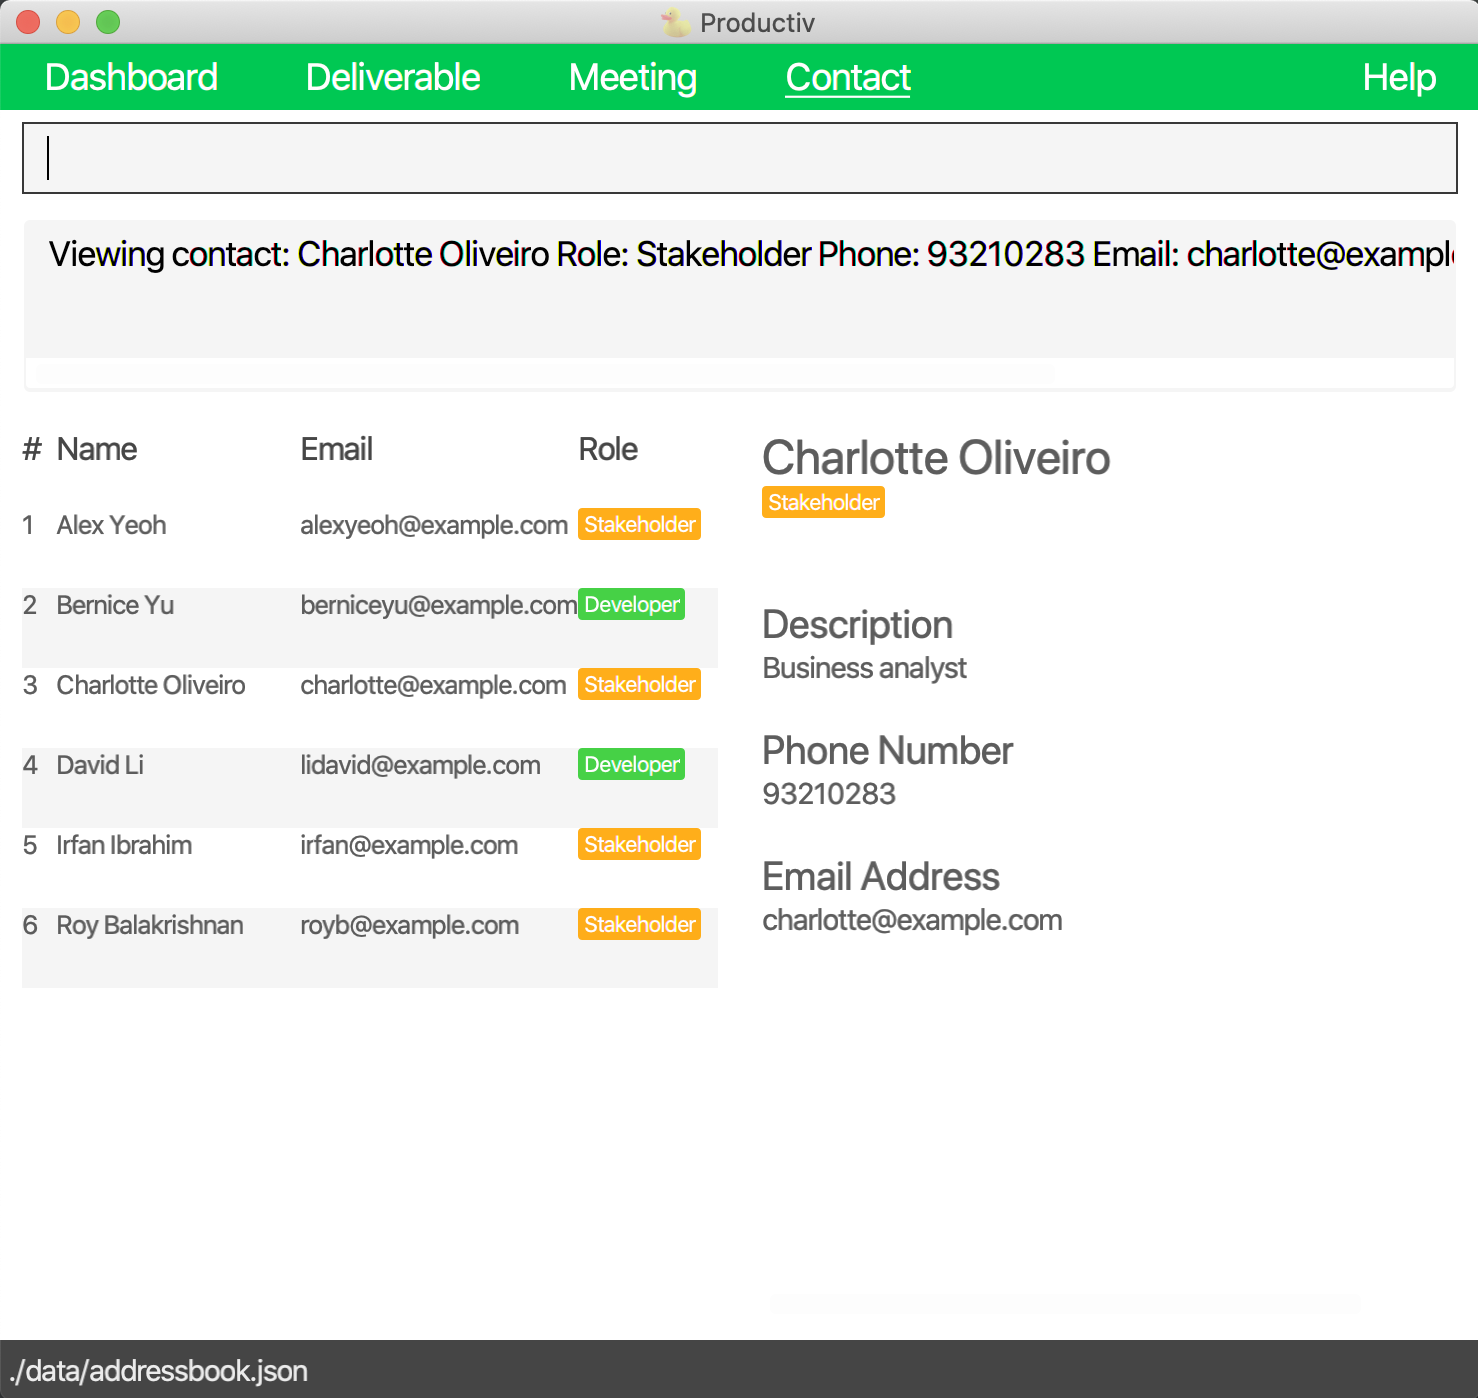 Productiv
Dashboard Deliverable Meeting Contact Help
Viewing contact: Charlotte Oliveiro Role: Stakeholder Phone: 93210283 Email: charlotte@exampl
# Name Email Role
1 Alex Yeoh alexyeoh@example.com Stakeholder
2 Bernice Yu berniceyu@example.com Developer
3 Charlotte Oliveiro charlotte@example.com Stakeholder
4 David Li lidavid@example.com Developer
5 Irfan Ibrahim irfan@example.com Stakeholder
6 Roy Balakrishnan royb@example.com Stakeholder
Charlotte Oliveiro
Stakeholder
Description
Business analyst
Phone Number
93210283
Email Address
charlotte@example.com
./data/addressbook.json